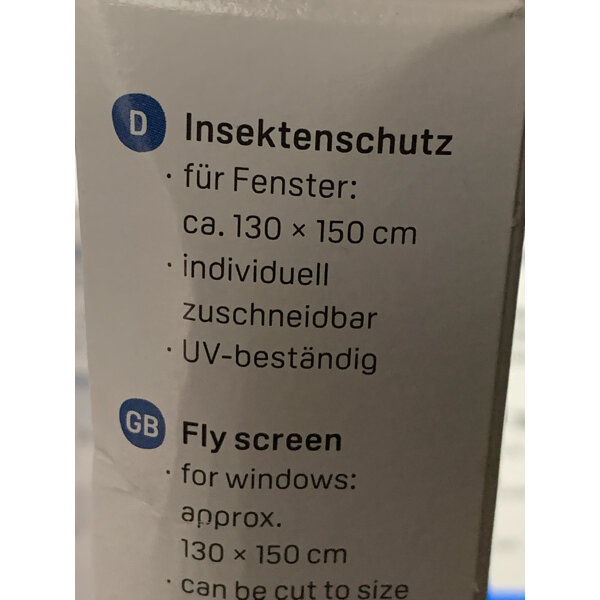 D Insektenschutz
· für Fenster:
ca. 130 × 150 cm
· individuell
zuschneidbar
· UV-beständig
GB Fly screen
· for windows:
approx.
130 × 150 cm
· can be cut to size